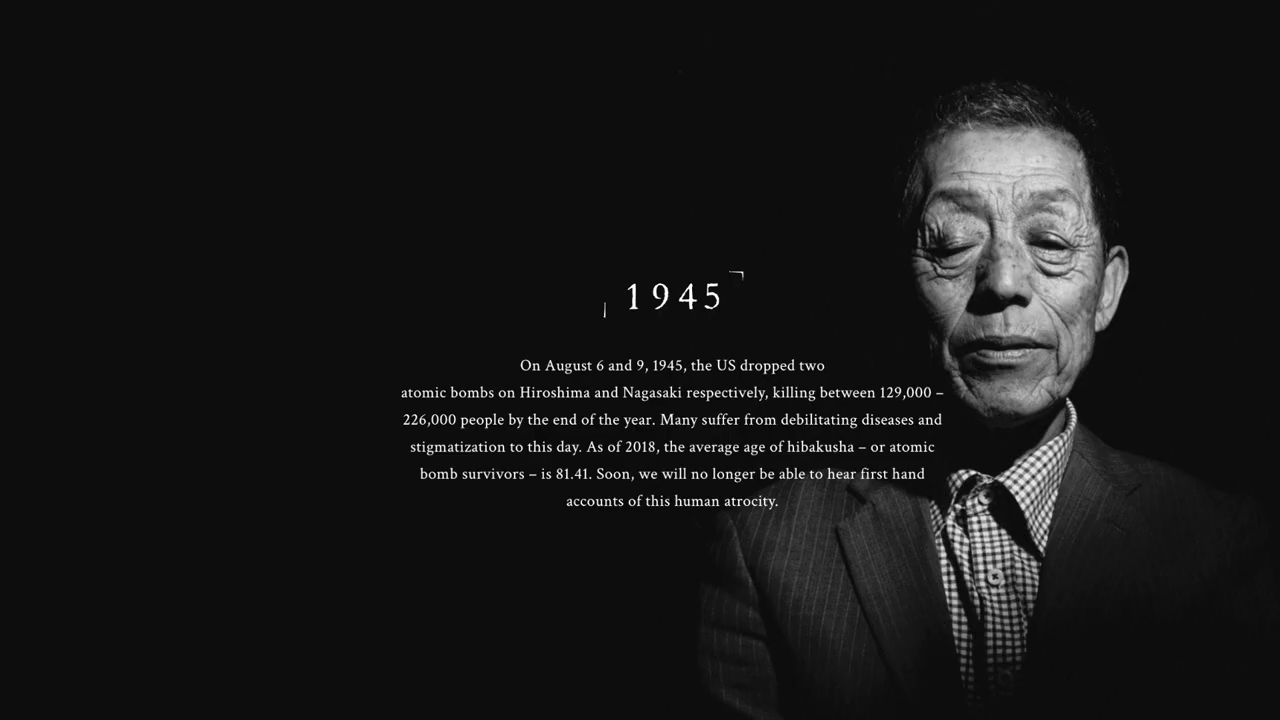 1945
On August 6 and 9, 1945, the US dropped two
atomic bombs on Hiroshima and Nagasaki respectively, killing between 129,000 –
226,000 people by the end of the year. Many suffer from debilitating diseases and
stigmatization to this day. As of 2018, the average age of hibakusha – or atomic
bomb survivors – is 81.41. Soon, we will no longer be able to hear first hand
accounts of this human atrocity.